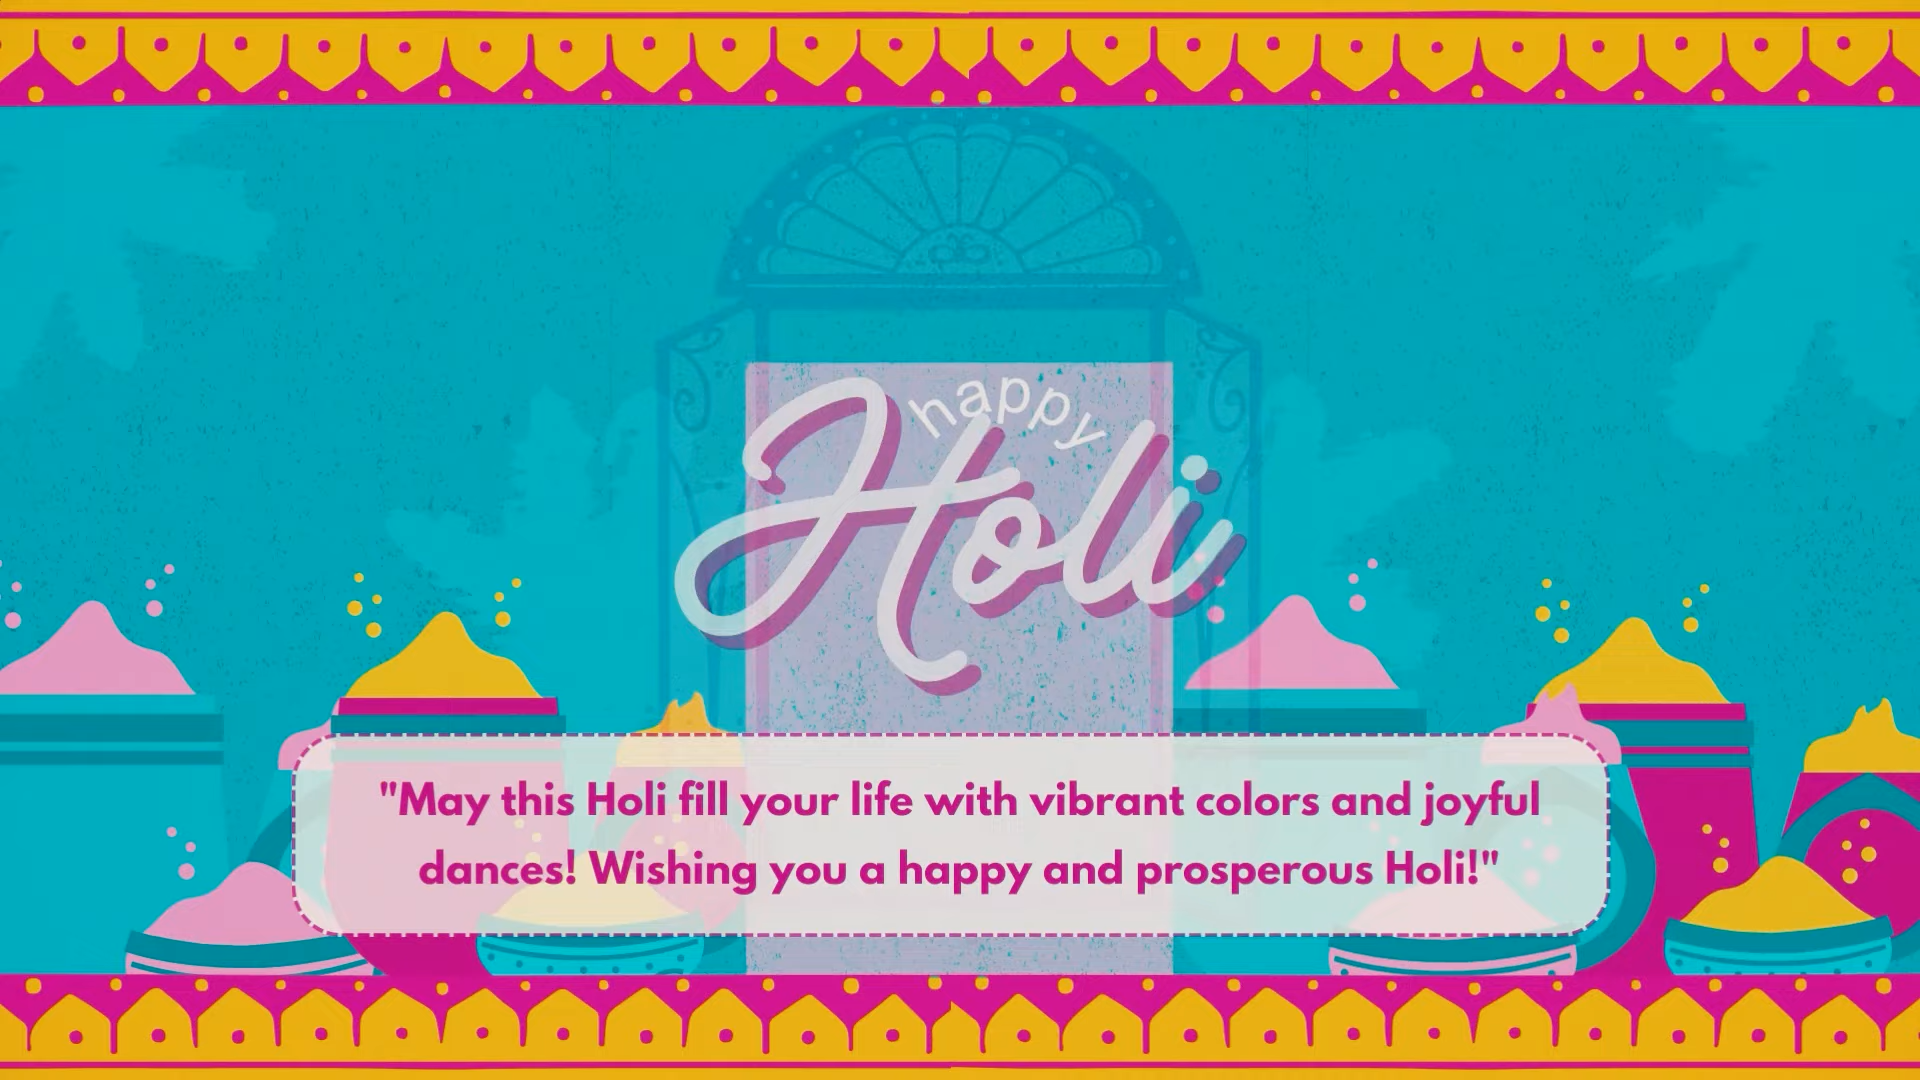 happy
Holi
"May this Holi fill your life with vibrant colors and joyful
dances! Wishing you a happy and prosperous Holi!"